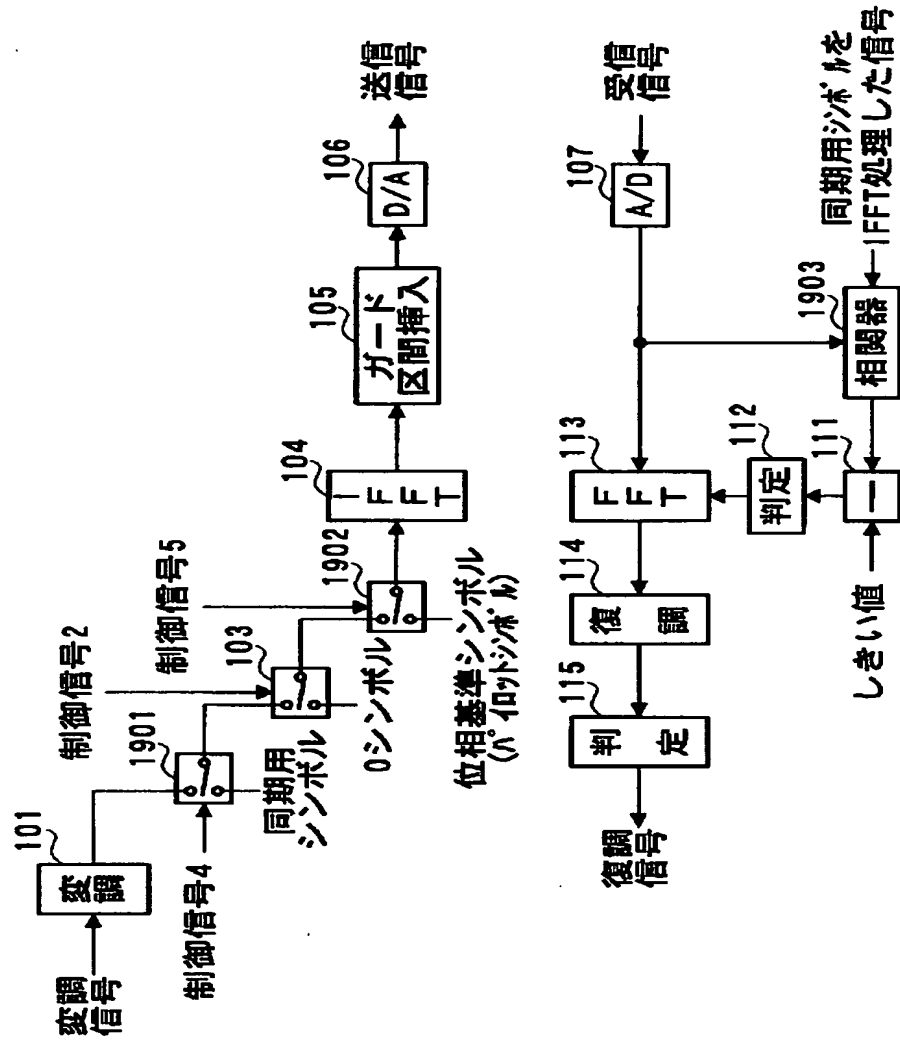 変調
信号
101
変調
制御信号4
1901
同期用
シンボル
制御信号2
103
0シンボル
制御信号5
1902
位相基準シンボル
(パイロットシンボル)
104
IFFT
105
ガード
区間挿入
106
D/A
送信
信号
受信
信号
107
A/D
同期用シンボルを
IFFT処理した信号
1903
相関器
111
−
しきい値
112
判定
113
FFT
114
復調
115
判定
復調
信号